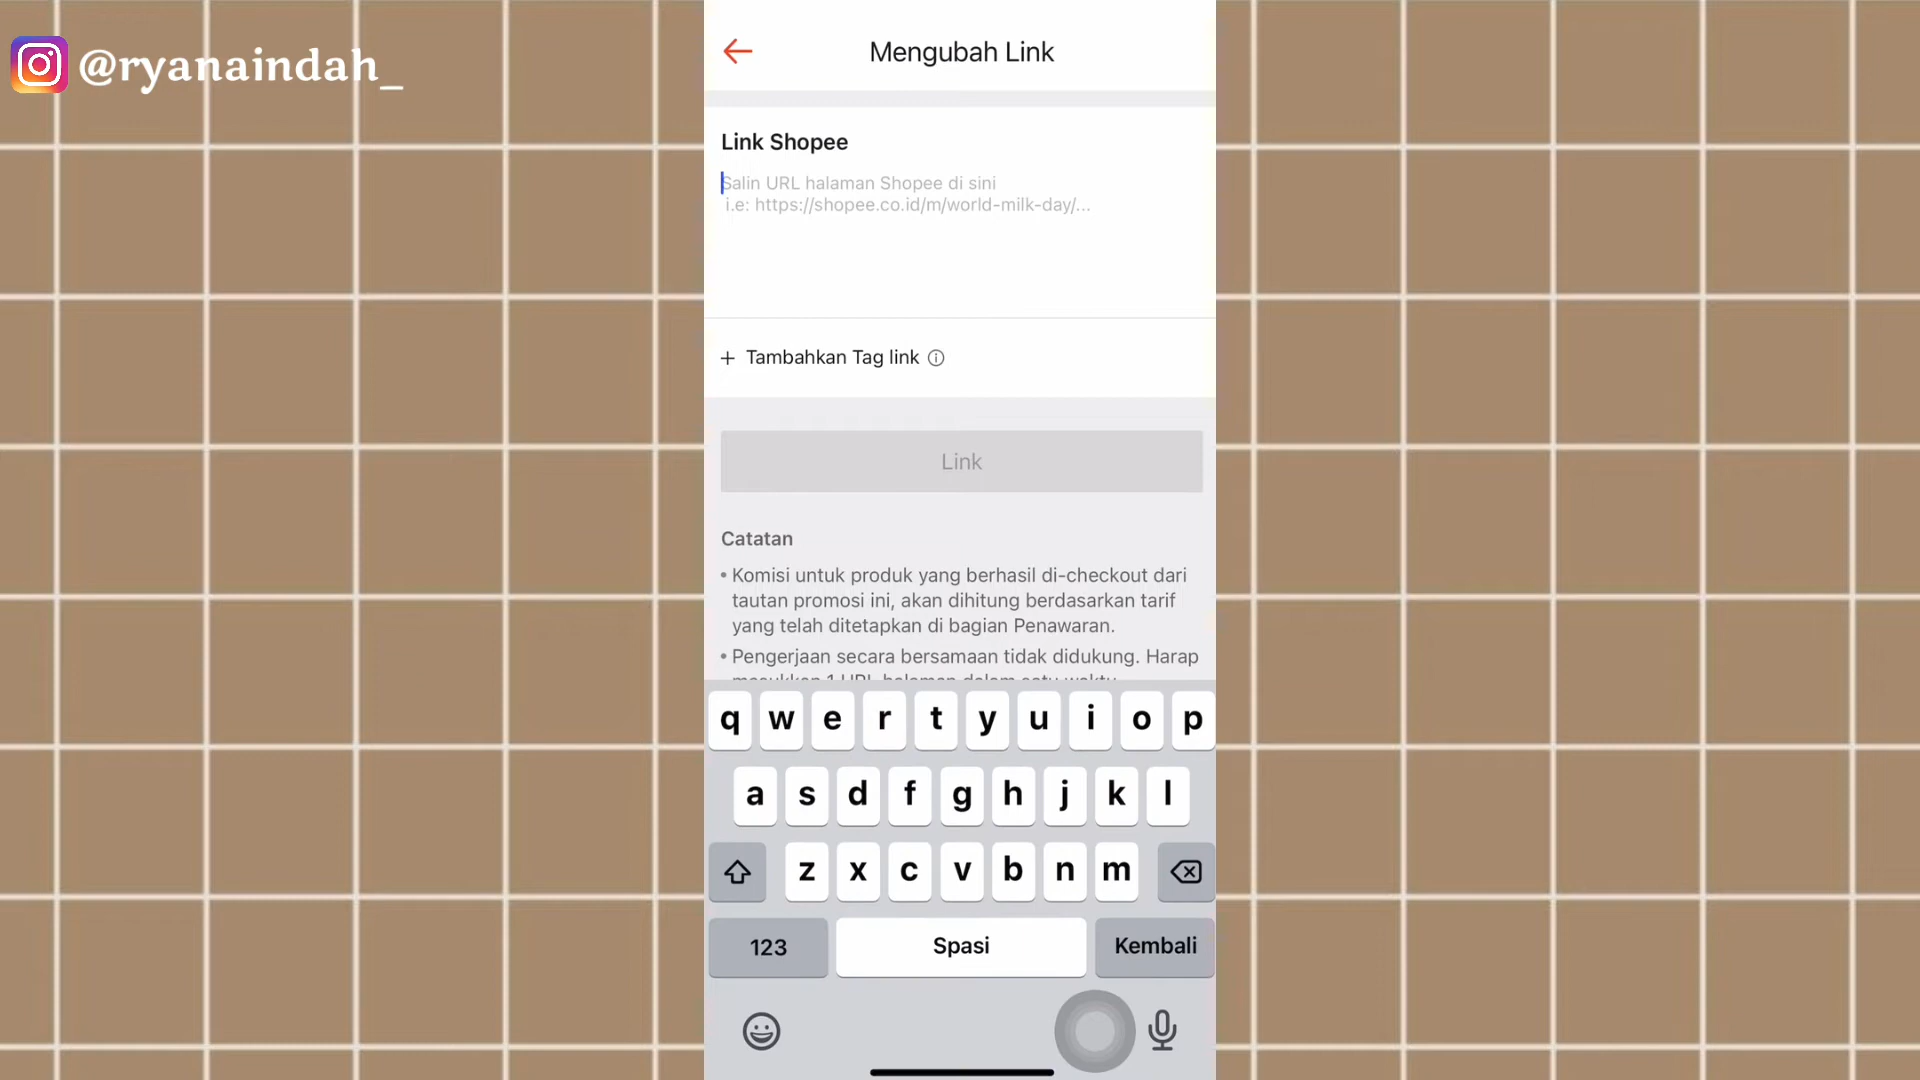 @ryanaindah_
Mengubah Link
Link Shopee
Salin URL halaman Shopee di sini
i.e: https://shopee.co.id/m/world-milk-day/...
+ Tambahkan Tag link
Link
Catatan
• Komisi untuk produk yang berhasil di-checkout dari
tautan promosi ini, akan dihitung berdasarkan tarif
yang telah ditetapkan di bagian Penawaran.
• Pengerjaan secara bersamaan tidak didukung. Harap
masukkan 1 URL halaman dalam satu waktu.
q w e r t y u i o p
a s d f g h j k l
z x c v b n m
123 Spasi Kembali